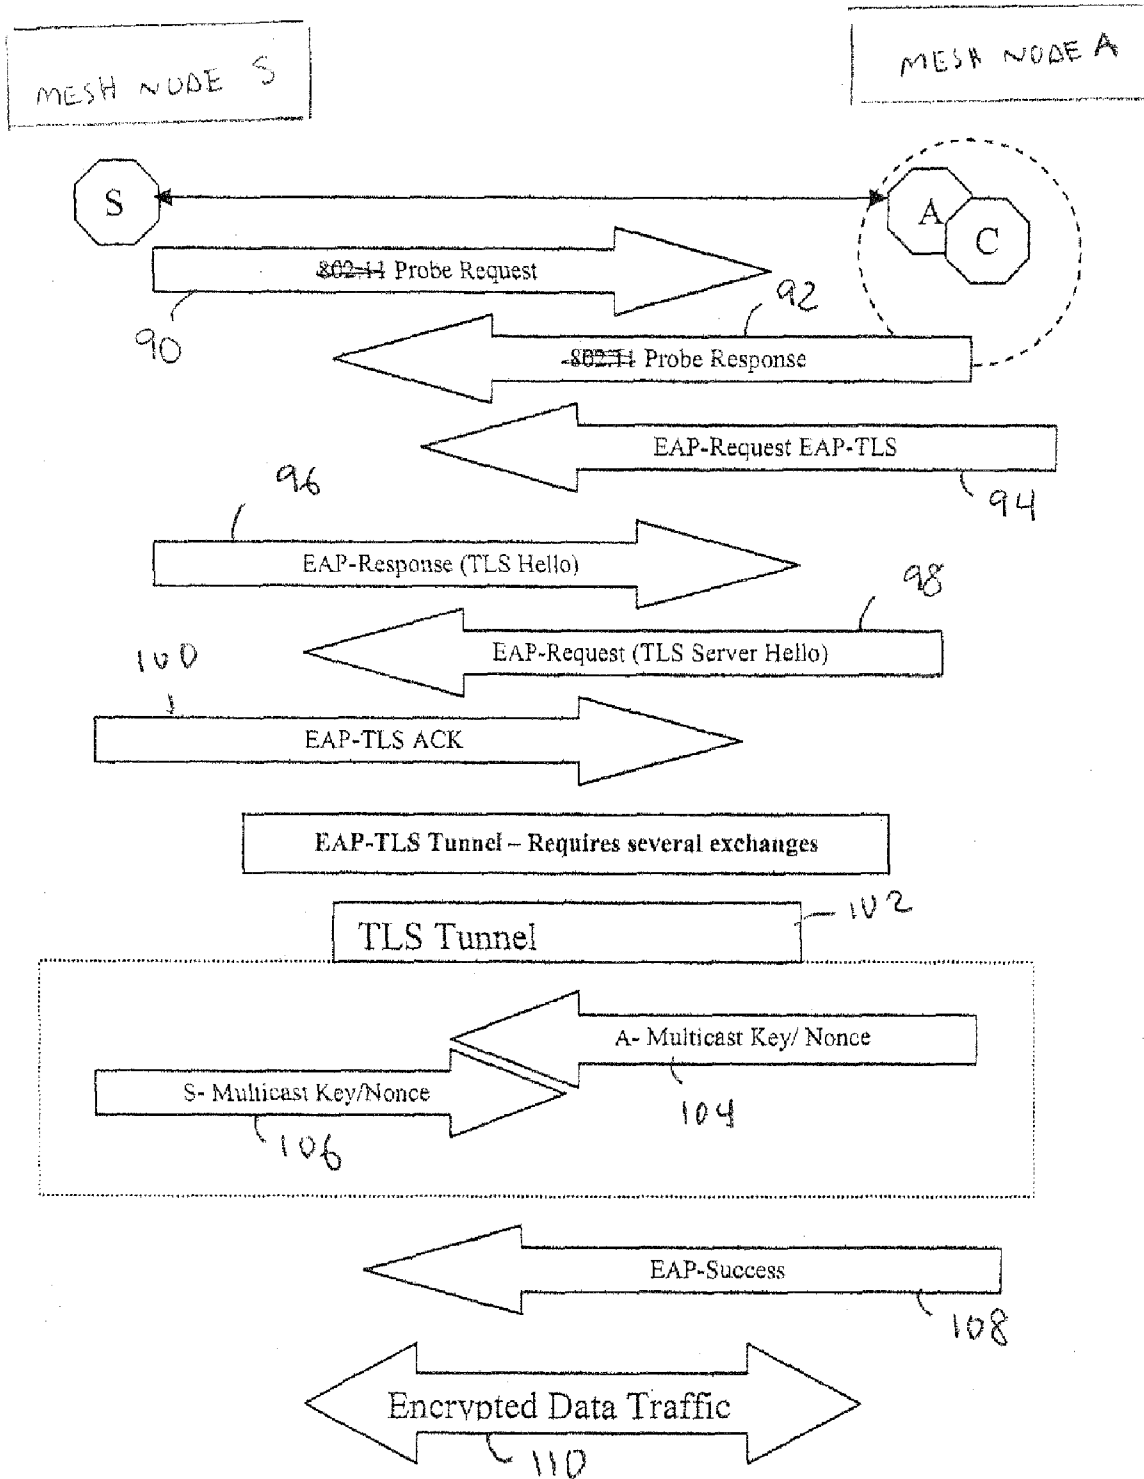 MESH NODE S
MESH NODE A
S
A
C
802.11 Probe Request
90
92
802.11 Probe Response
EAP-Request EAP-TLS
94
96
EAP-Response (TLS Hello)
98
EAP-Request (TLS Server Hello)
100
EAP-TLS ACK
EAP-TLS Tunnel – Requires several exchanges
102
TLS Tunnel
A- Multicast Key/ Nonce
104
S- Multicast Key/Nonce
106
EAP-Success
108
Encrypted Data Traffic
110